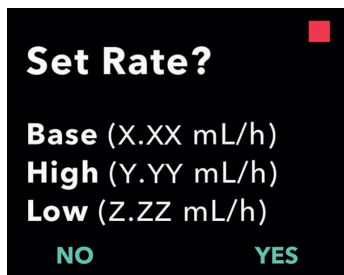 Set Rate?
Base (X.XX mL/h)
High (Y.YY mL/h)
Low (Z.ZZ mL/h)
NO YES